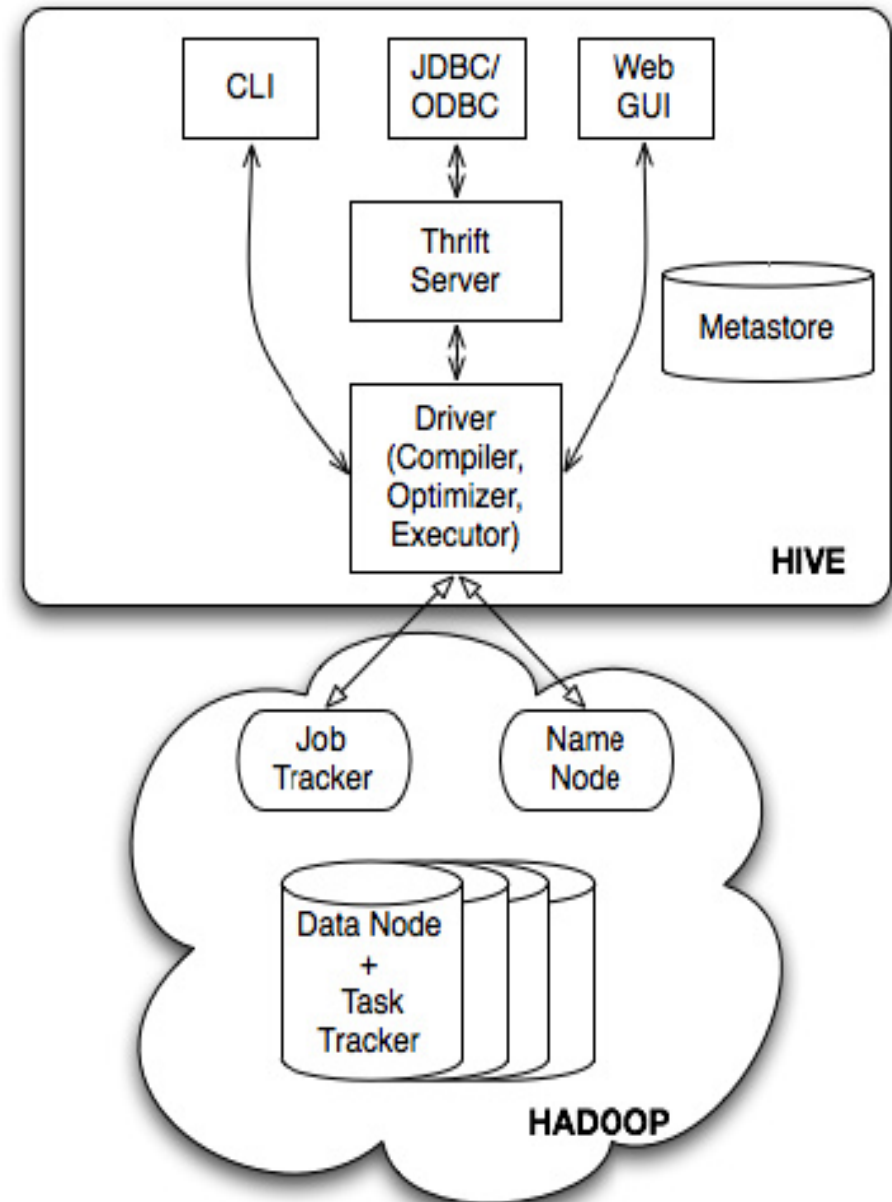 CLI
JDBC/
ODBC
Web
GUI
Thrift
Server
Metastore
Driver
(Compiler,
Optimizer,
Executor)
HIVE
Job
Tracker
Name
Node
Data Node
+
Task
Tracker
HADOOP